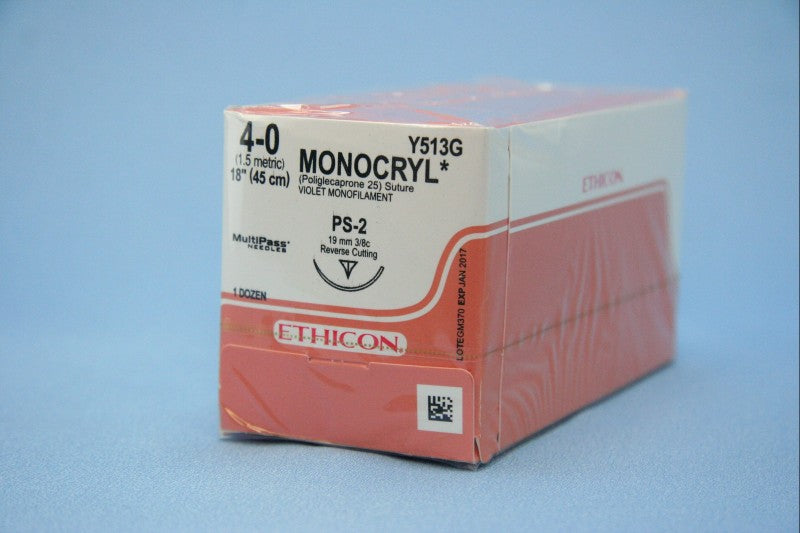 4-0
(1.5 metric)
18" (45 cm)
Y513G
MONOCRYL*
(Poliglecaprone 25) Suture
VIOLET MONOFILAMENT
PS-2
19 mm 3/8c
Reverse Cutting
MultiPass®
NEEDLES
1 DOZEN
ETHICON
LOTEGM370 EXP.JAN 2017
ETHICON